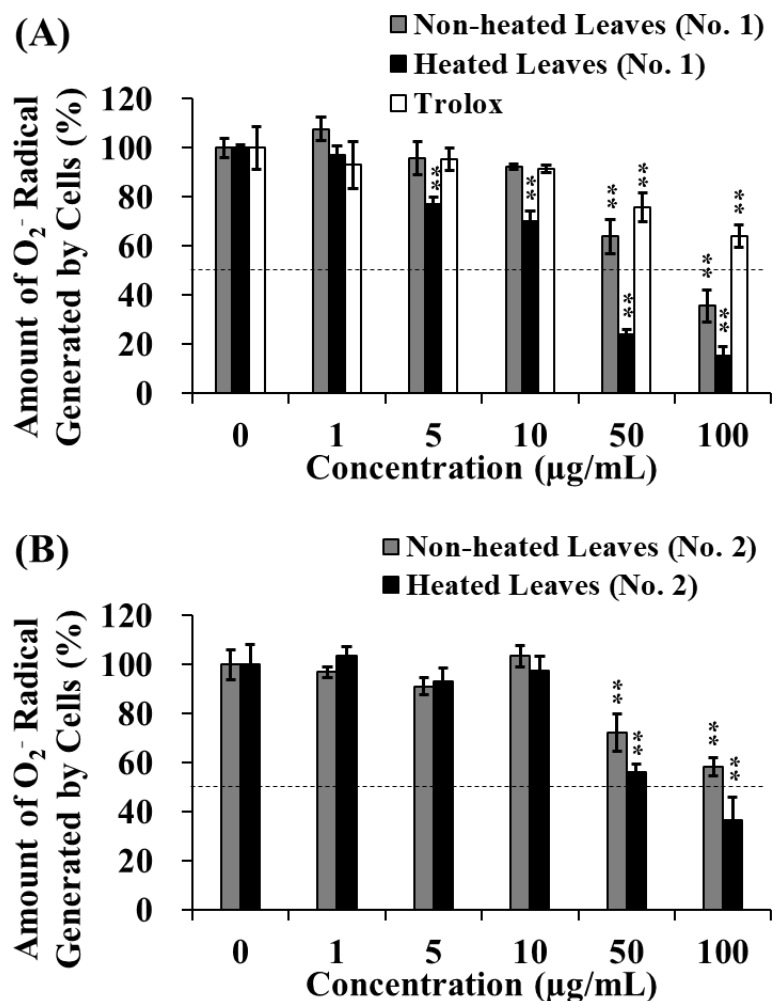 (A)
Non-heated Leaves (No. 1)
Heated Leaves (No. 1)
Trolox
Amount of O₂⁻ Radical
Generated by Cells (%)
120
100
80
60
40
20
0
** ** ** ** ** ** ** **
0 1 5 10 50 100
Concentration (µg/mL)
(B)
Non-heated Leaves (No. 2)
Heated Leaves (No. 2)
Amount of O₂⁻ Radical
Generated by Cells (%)
120
100
80
60
40
20
0
** ** ** **
0 1 5 10 50 100
Concentration (µg/mL)